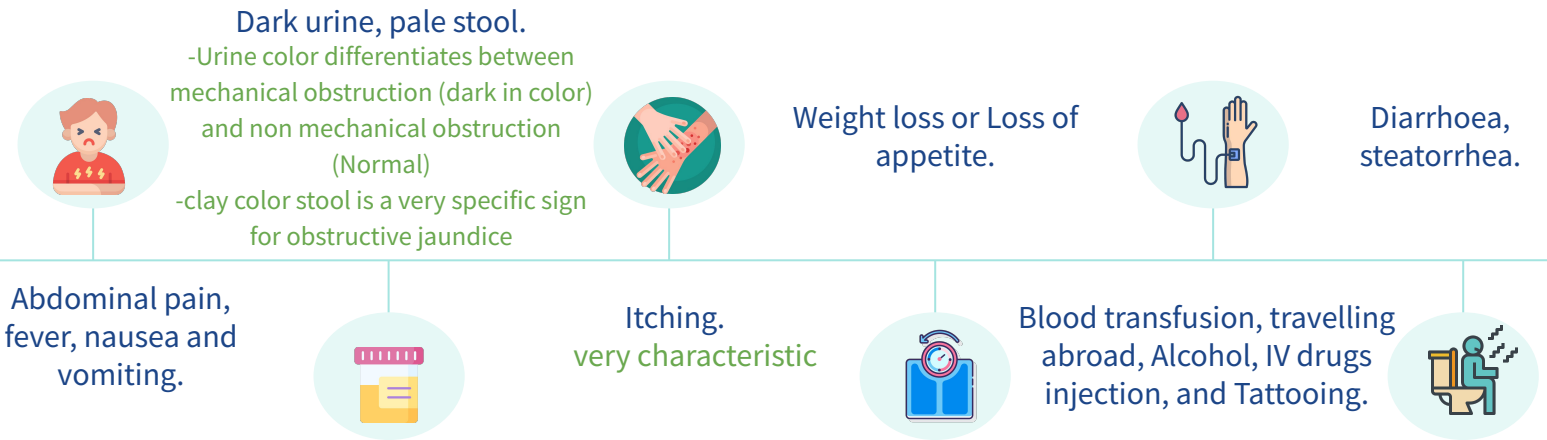 Abdominal pain,
fever, nausea and
vomiting.
Dark urine, pale stool.
-Urine color differentiates between
mechanical obstruction (dark in color)
and non mechanical obstruction
(Normal)
-clay color stool is a very specific sign
for obstructive jaundice
Itching.
very characteristic
Weight loss or Loss of
appetite.
Blood transfusion, travelling
abroad, Alcohol, IV drugs
injection, and Tattooing.
Diarrhoea,
steatorrhea.